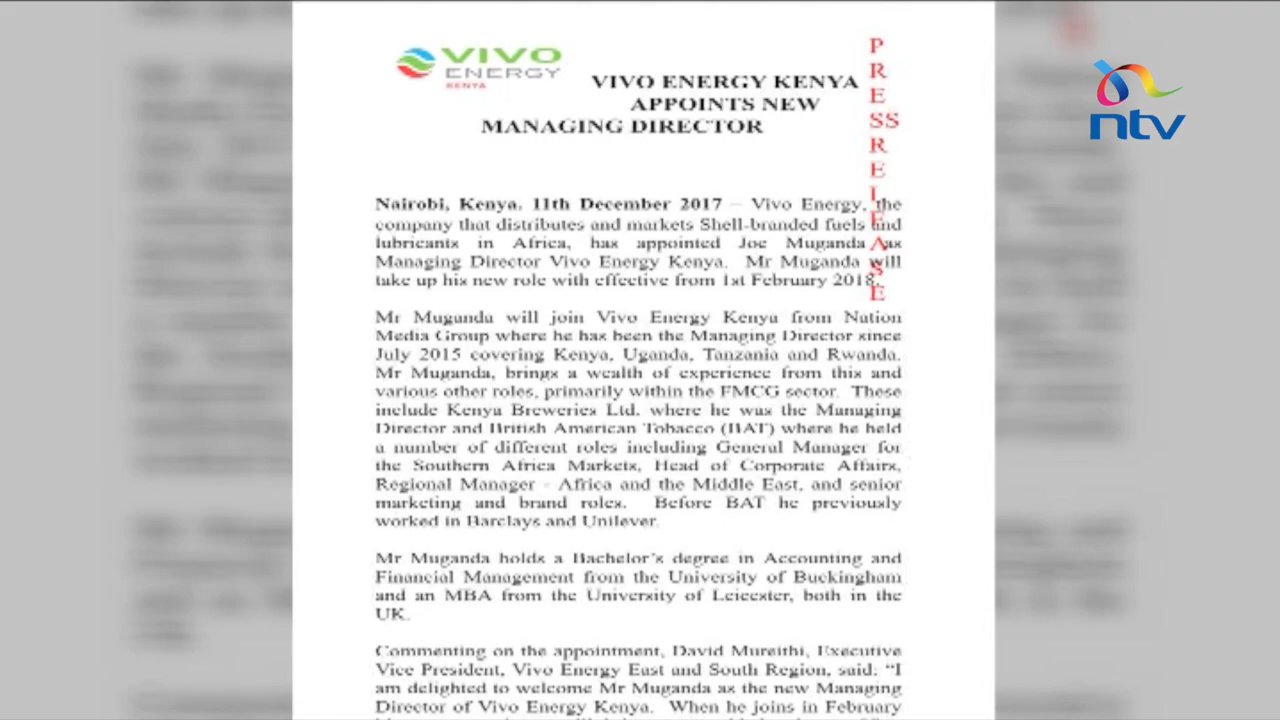 VIVO
ENERGY
KENYA
VIVO ENERGY KENYA
APPOINTS NEW
MANAGING DIRECTOR
P
R
E
SS
R
E
L
E
A
S
E
ntv
Nairobi, Kenya. 11th December 2017 – Vivo Energy, the
company that distributes and markets Shell-branded fuels and
lubricants in Africa, has appointed Joe Muganda as
Managing Director Vivo Energy Kenya. Mr Muganda will
take up his new role with effective from 1st February 2018.
Mr Muganda will join Vivo Energy Kenya from Nation
Media Group where he has been the Managing Director since
July 2015 covering Kenya, Uganda, Tanzania and Rwanda.
Mr Muganda, brings a wealth of experience from this and
various other roles, primarily within the FMCG sector. These
include Kenya Breweries Ltd. where he was the Managing
Director and British American Tobacco (BAT) where he held
a number of different roles including General Manager for
the Southern Africa Markets, Head of Corporate Affairs,
Regional Manager - Africa and the Middle East, and senior
marketing and brand roles. Before BAT he previously
worked in Barclays and Unilever.
Mr Muganda holds a Bachelor's degree in Accounting and
Financial Management from the University of Buckingham
and an MBA from the University of Leicester, both in the
UK.
Commenting on the appointment, David Mureithi, Executive
Vice President, Vivo Energy East and South Region, said: "I
am delighted to welcome Mr Muganda as the new Managing
Director of Vivo Energy Kenya. When he joins in February